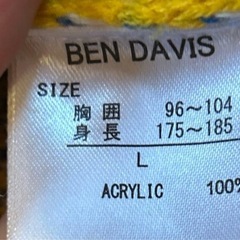 BEN DAVIS
SIZE
胸囲 96～104
身長 175～185
L
ACRYLIC 100%